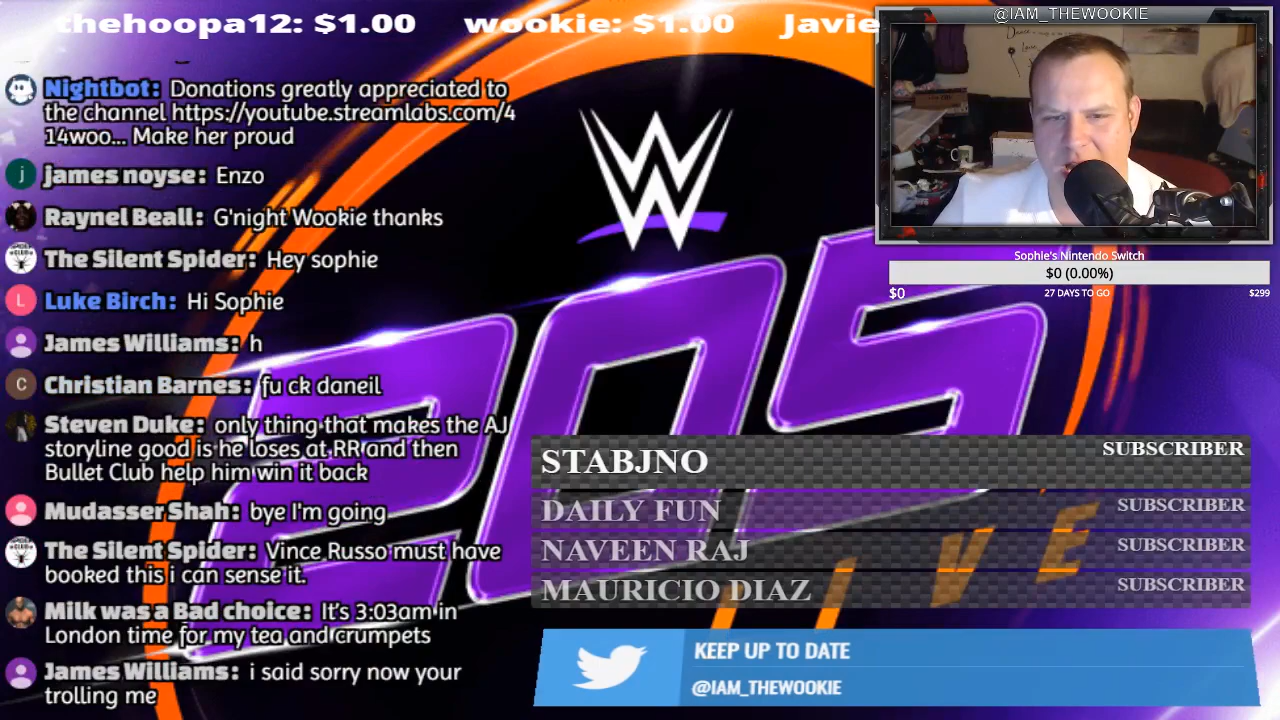 thehoopa12: $1.00 wookie: $1.00 Javie
@IAM_THEWOOKIE
Nightbot: Donations greatly appreciated to
the channel https://youtube.streamlabs.com/4
14woo... Make her proud
james noyse: Enzo
Raynel Beall: G'night Wookie thanks
The Silent Spider: Hey sophie
Luke Birch: Hi Sophie
James Williams: h
Christian Barnes: fu ck daneil
Steven Duke: only thing that makes the AJ
storyline good is he loses at RR and then
Bullet Club help him win it back
Mudasser Shah: bye I'm going
The Silent Spider: Vince Russo must have
booked this i can sense it.
Milk was a Bad choice: It's 3:03am in
London time for my tea and crumpets
James Williams: i said sorry now your
trolling me
W
205
LIVE
Sophie's Nintendo Switch
$0 (0.00%)
$0 27 DAYS TO GO $299
STABJNO SUBSCRIBER
DAILY FUN SUBSCRIBER
NAVEEN RAJ SUBSCRIBER
MAURICIO DIAZ SUBSCRIBER
KEEP UP TO DATE
@IAM_THEWOOKIE